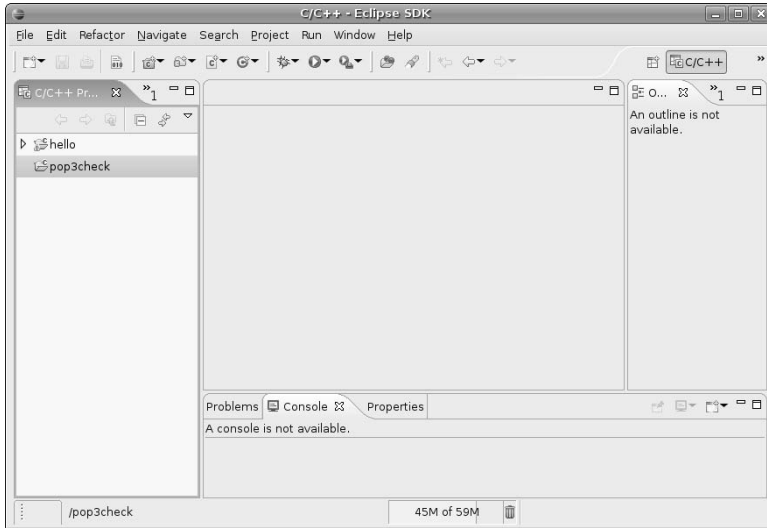 C/C++ - Eclipse SDK
File Edit Refactor Navigate Search Project Run Window Help
C/C++
»
C/C++ Pr... »1
O... »1
hello
pop3check
An outline is not
available.
Problems Console Properties
A console is not available.
/pop3check 45M of 59M